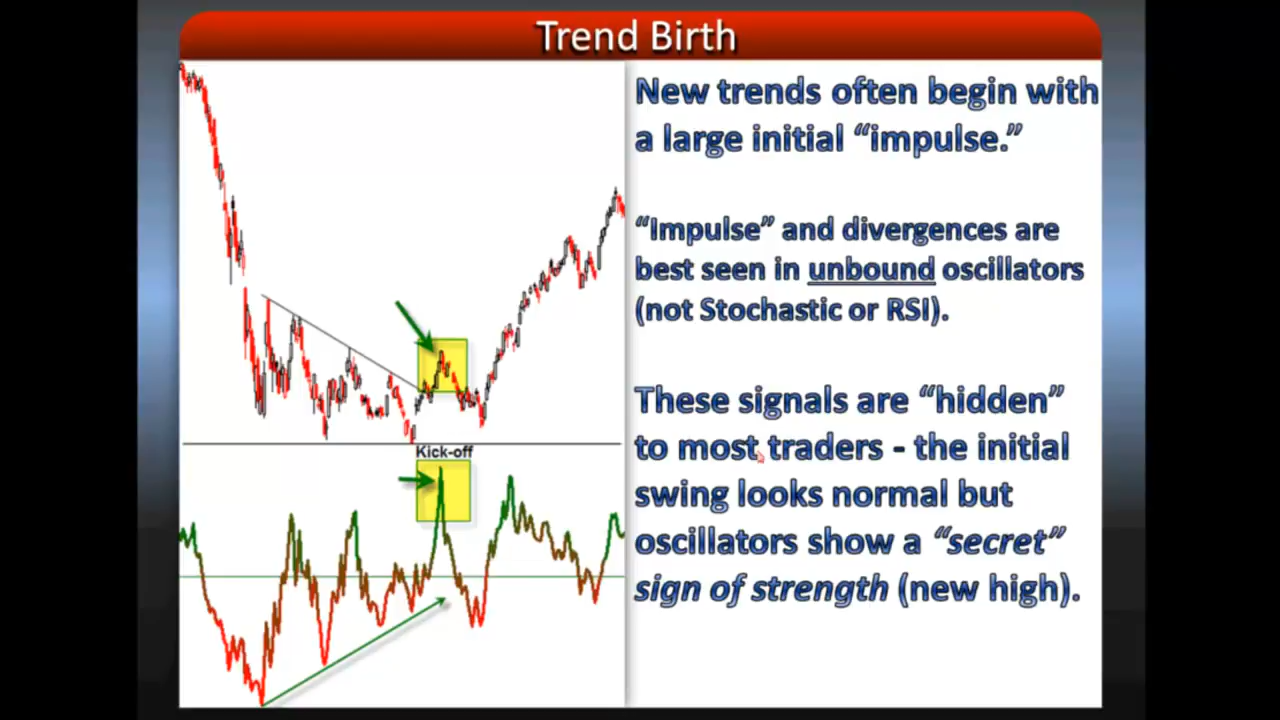 Trend Birth
New trends often begin with
a large initial “impulse.”
“Impulse” and divergences are
best seen in unbound oscillators
(not Stochastic or RSI).
These signals are “hidden”
to most traders - the initial
swing looks normal but
oscillators show a “secret”
sign of strength (new high).
Kick-off